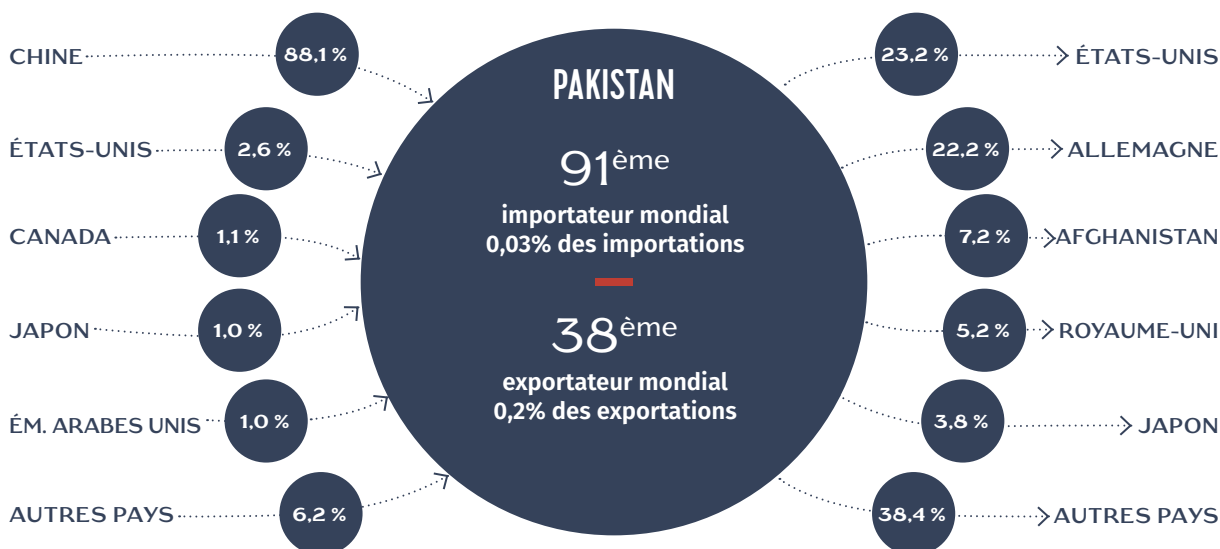 CHINE
88,1 %
ÉTATS-UNIS
2,6 %
CANADA
1,1 %
JAPON
1,0 %
ÉM. ARABES UNIS
1,0 %
AUTRES PAYS
6,2 %
PAKISTAN
91ème
importateur mondial
0,03% des importations
38ème
exportateur mondial
0,2% des exportations
23,2 %
ÉTATS-UNIS
22,2 %
ALLEMAGNE
7,2 %
AFGHANISTAN
5,2 %
ROYAUME-UNI
3,8 %
JAPON
38,4 %
AUTRES PAYS